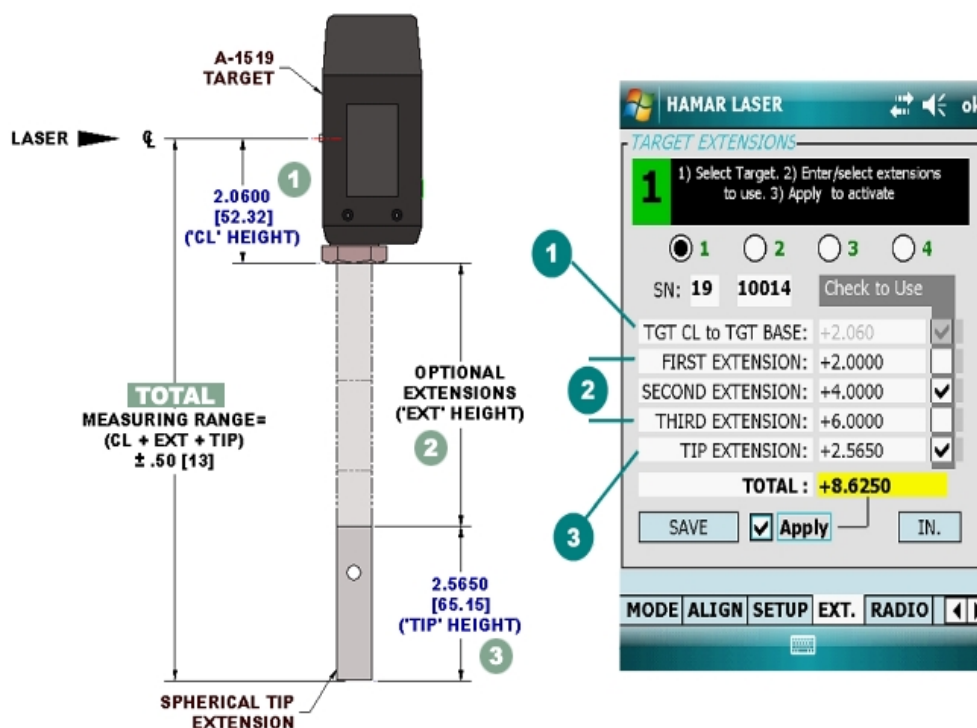 A-1519
TARGET
LASER
℄
1
2.0600
[52.32]
('CL' HEIGHT)
TOTAL
MEASURING RANGE=
(CL + EXT + TIP)
± .50 [13]
OPTIONAL
EXTENSIONS
('EXT' HEIGHT)
2
2.5650
[65.15]
('TIP' HEIGHT)
3
SPHERICAL TIP
EXTENSION
HAMAR LASER ok
TARGET EXTENSIONS
1
1) Select Target. 2) Enter/select extensions
to use. 3) Apply to activate
1 2 3 4
SN: 19 10014 Check to Use
1
TGT CL to TGT BASE: +2.060
FIRST EXTENSION: +2.0000
2
SECOND EXTENSION: +4.0000
THIRD EXTENSION: +6.0000
TIP EXTENSION: +2.5650
TOTAL : +8.6250
3
SAVE Apply IN.
MODE ALIGN SETUP EXT. RADIO